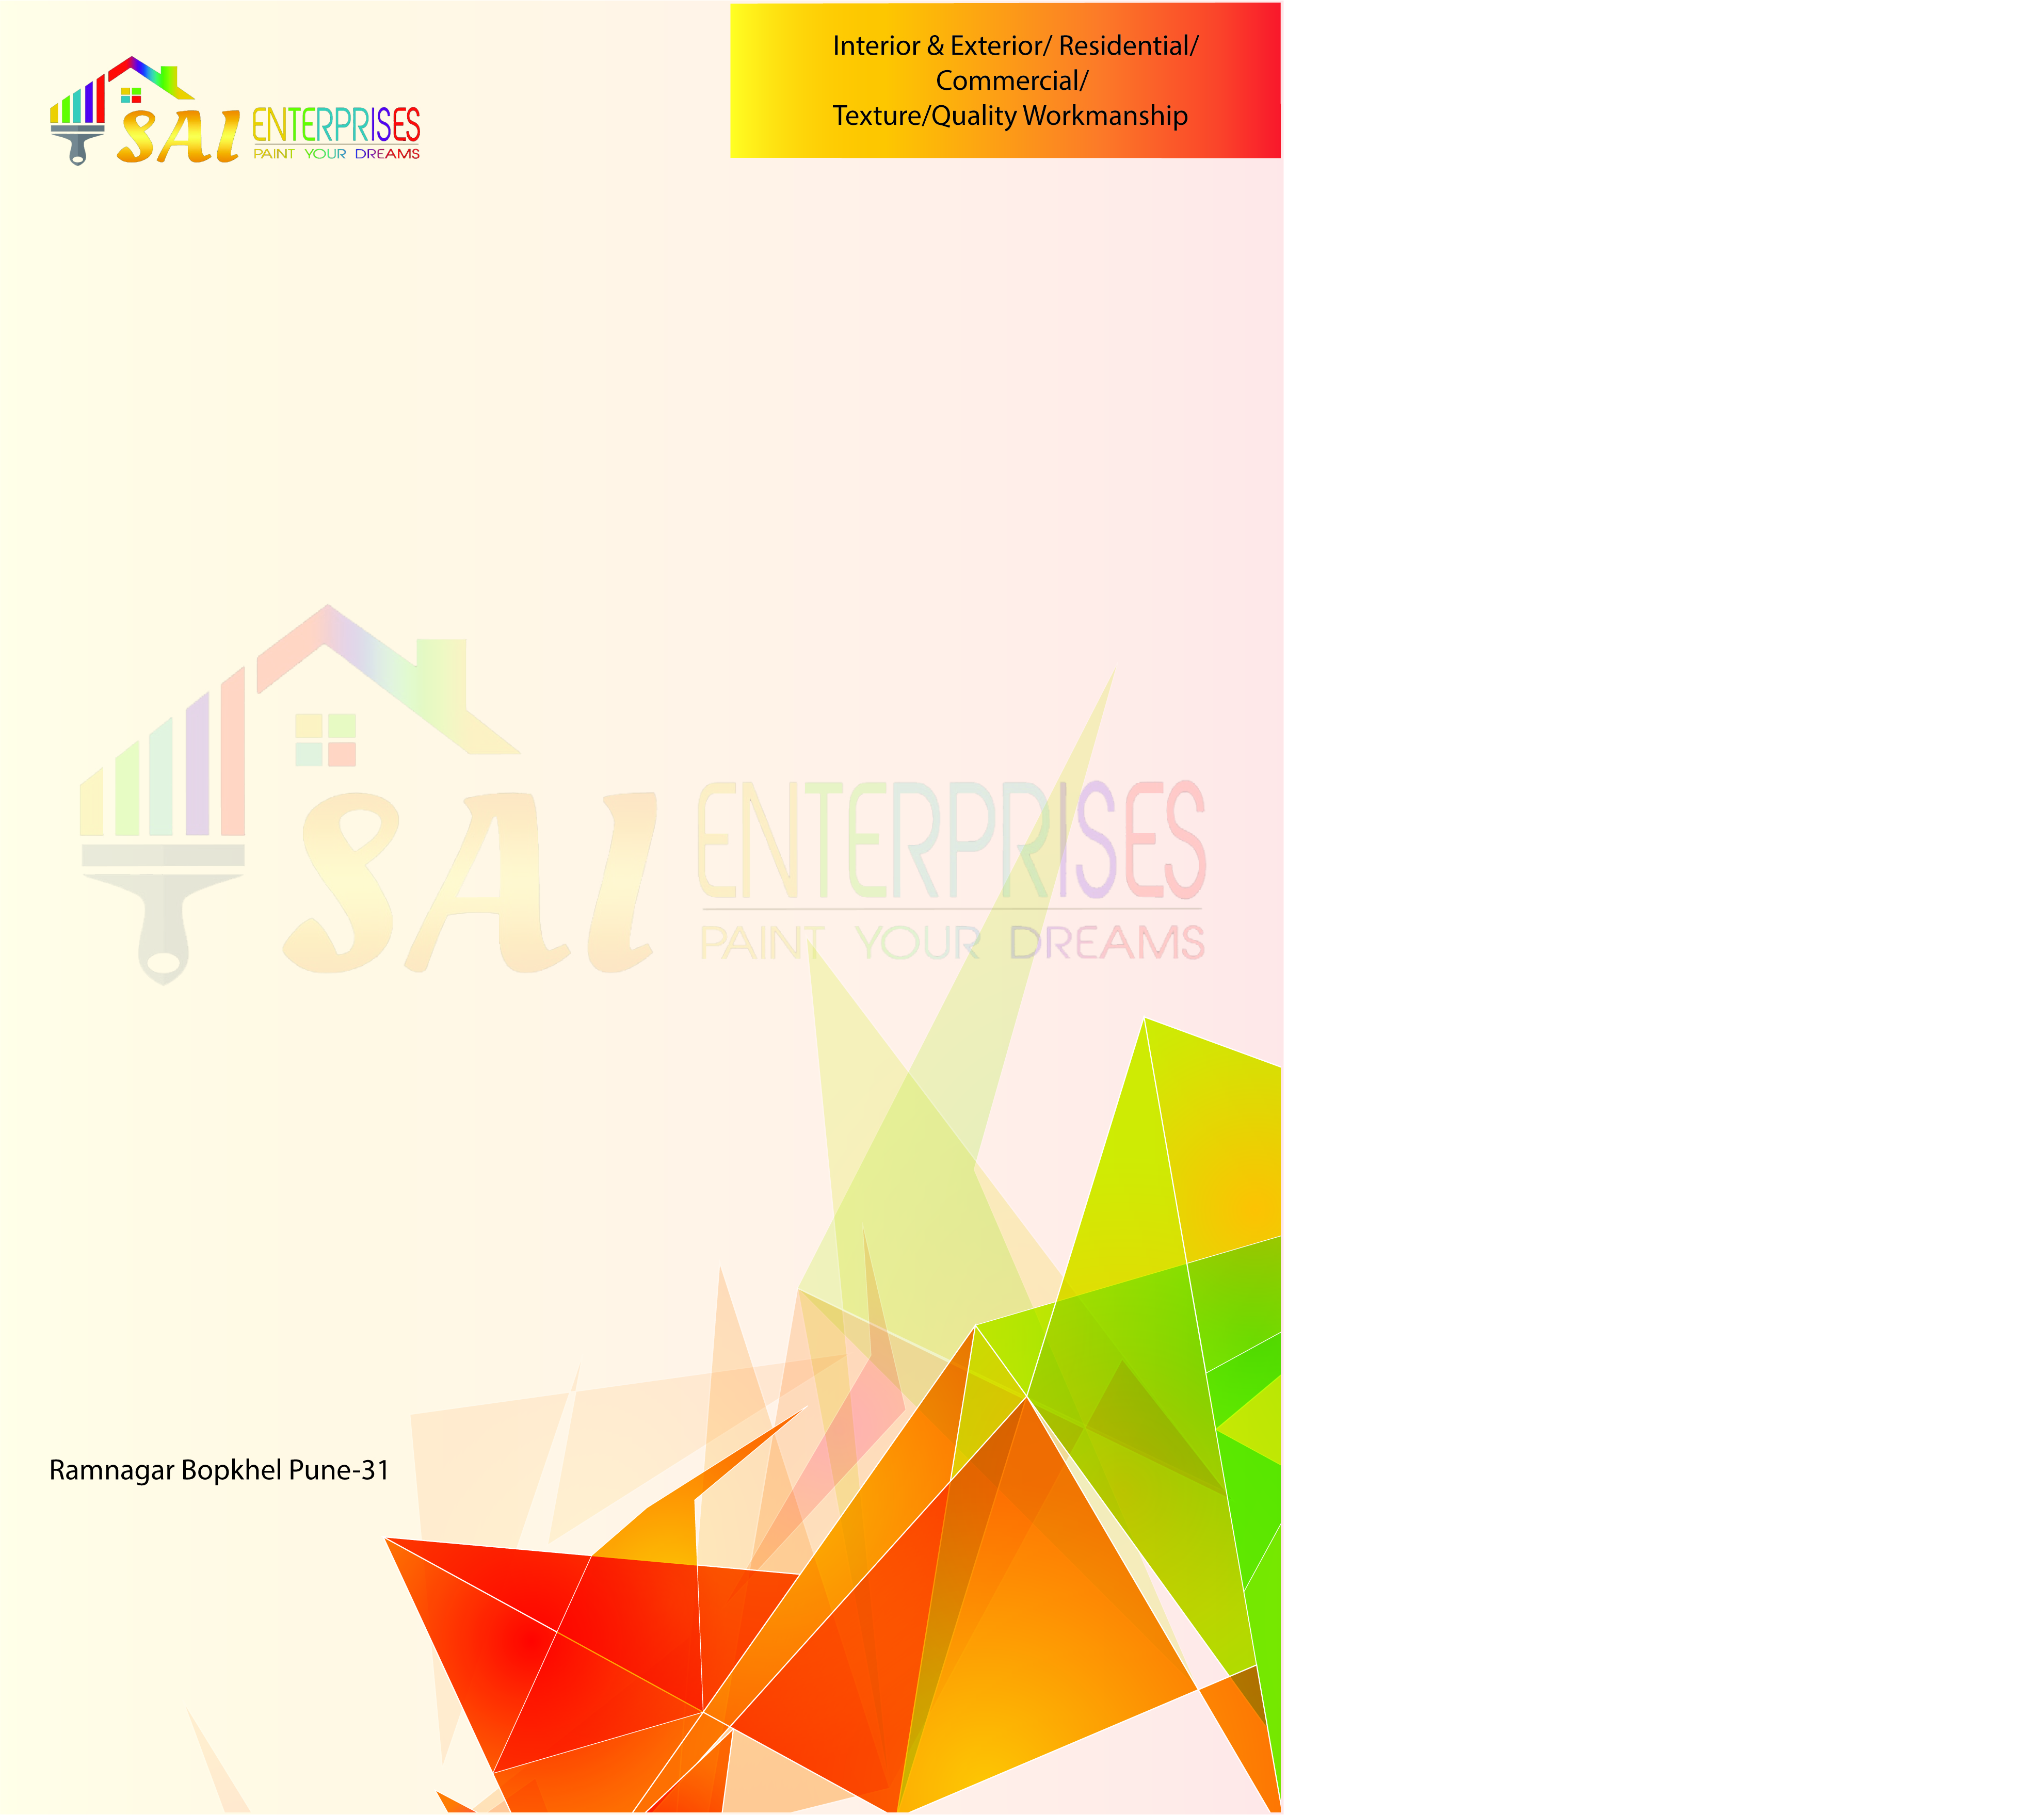 SAI ENTERPRISES
PAINT YOUR DREAMS
Interior & Exterior/ Residential/
Commercial/
Texture/Quality Workmanship
SAI ENTERPRISES
PAINT YOUR DREAMS
Ramnagar Bopkhel Pune-31